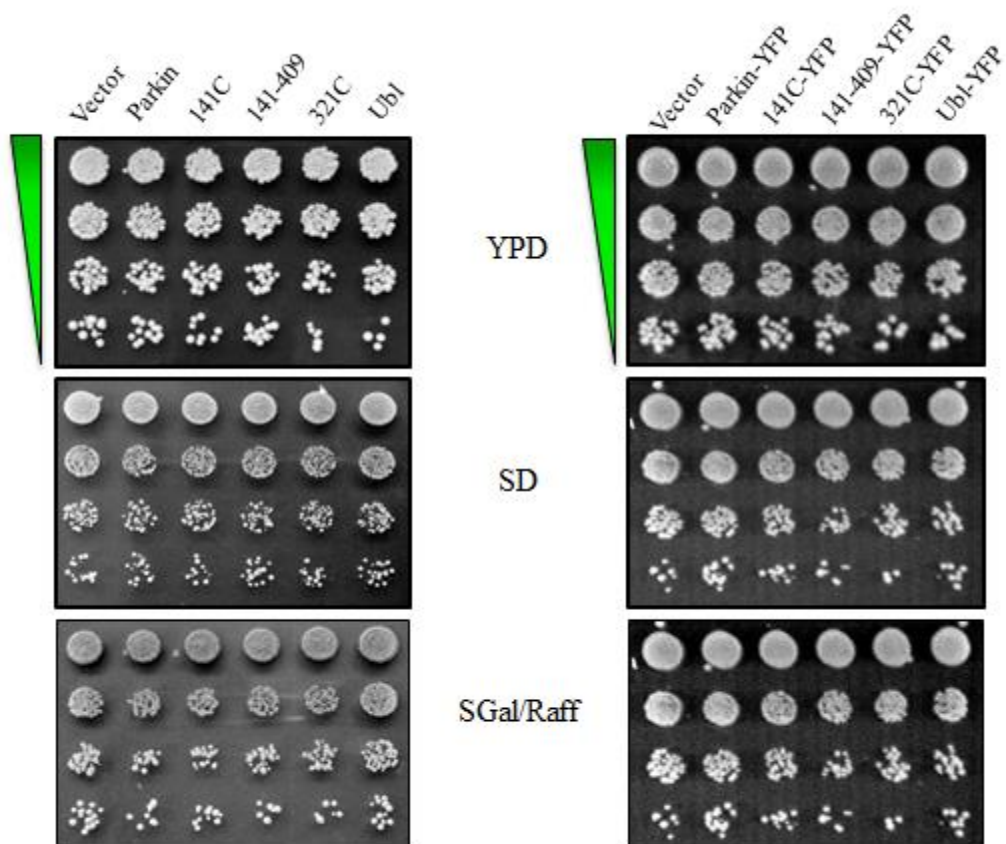 Vector
Parkin
141C
141-409
321C
Ubl
Vector
Parkin-YFP
141C-YFP
141-409-YFP
321C-YFP
Ubl-YFP
YPD
SD
SGal/Raff